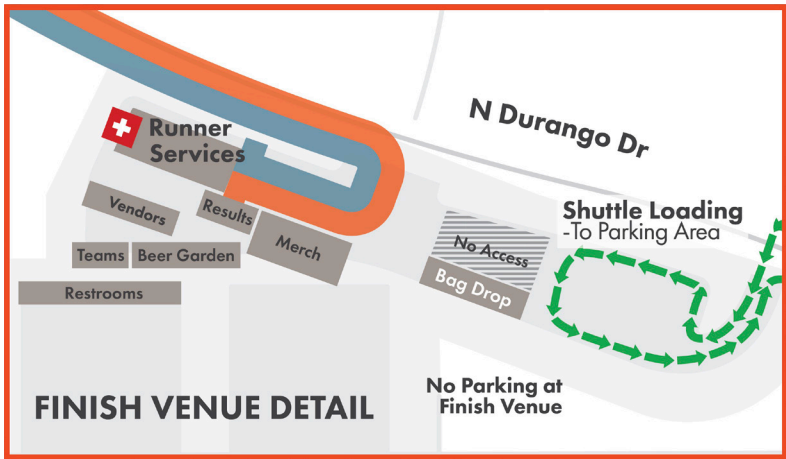 N Durango Dr
Runner
Services
Vendors
Results
Merch
Teams
Beer Garden
Restrooms
No Access
Bag Drop
Shuttle Loading
-To Parking Area
No Parking at
Finish Venue
FINISH VENUE DETAIL